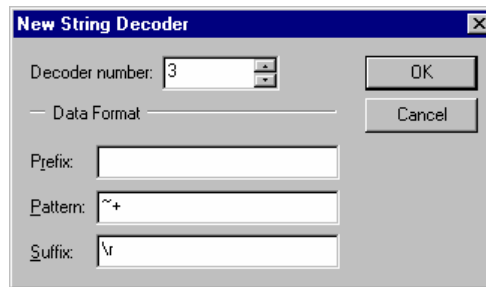 New String Decoder
Decoder number: 3
OK
Data Format
Cancel
Prefix:
Pattern: ~+
Suffix: \r